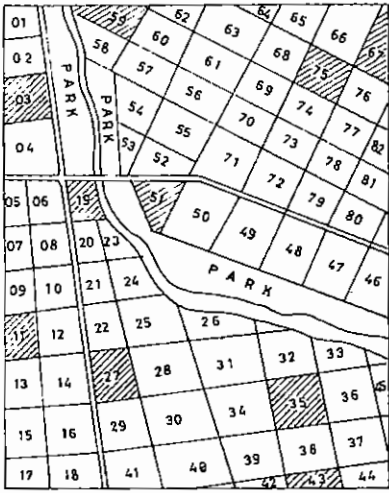 01 59 62 64 65
58 60 63 66
02 PARK 57 61 68 67
03 PARK 56 69 75 76
04 54 55 70 74 77
53 52 71 73 78 82
05 06 19 51 72 79 81
07 08 20 23 50 49 48 80
09 10 21 24 PARK 47 46
11 12 22 25 26
13 14 27 28 31 32 33
15 16 29 30 34 35 36
17 18 41 40 39 38 37
42 43 44